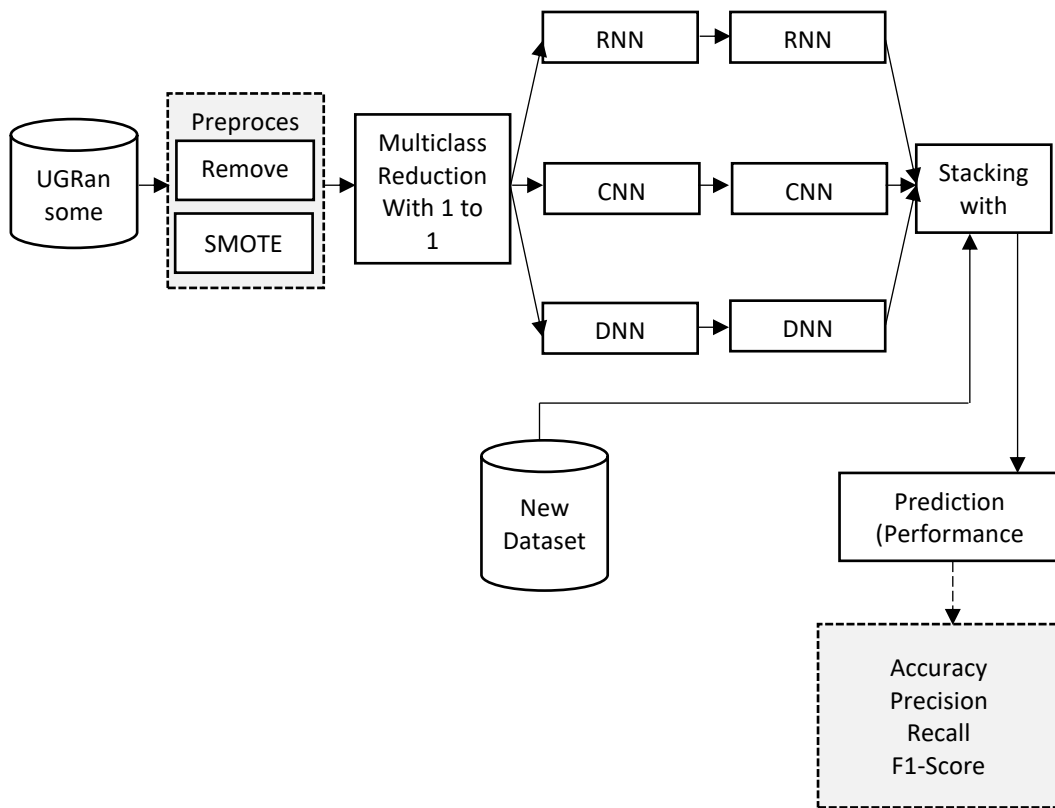 RNN
RNN
Preproces
Remove
SMOTE
UGRan
some
Multiclass
Reduction
With 1 to
1
CNN
CNN
Stacking
with
DNN
DNN
New
Dataset
Prediction
(Performance
Accuracy
Precision
Recall
F1-Score